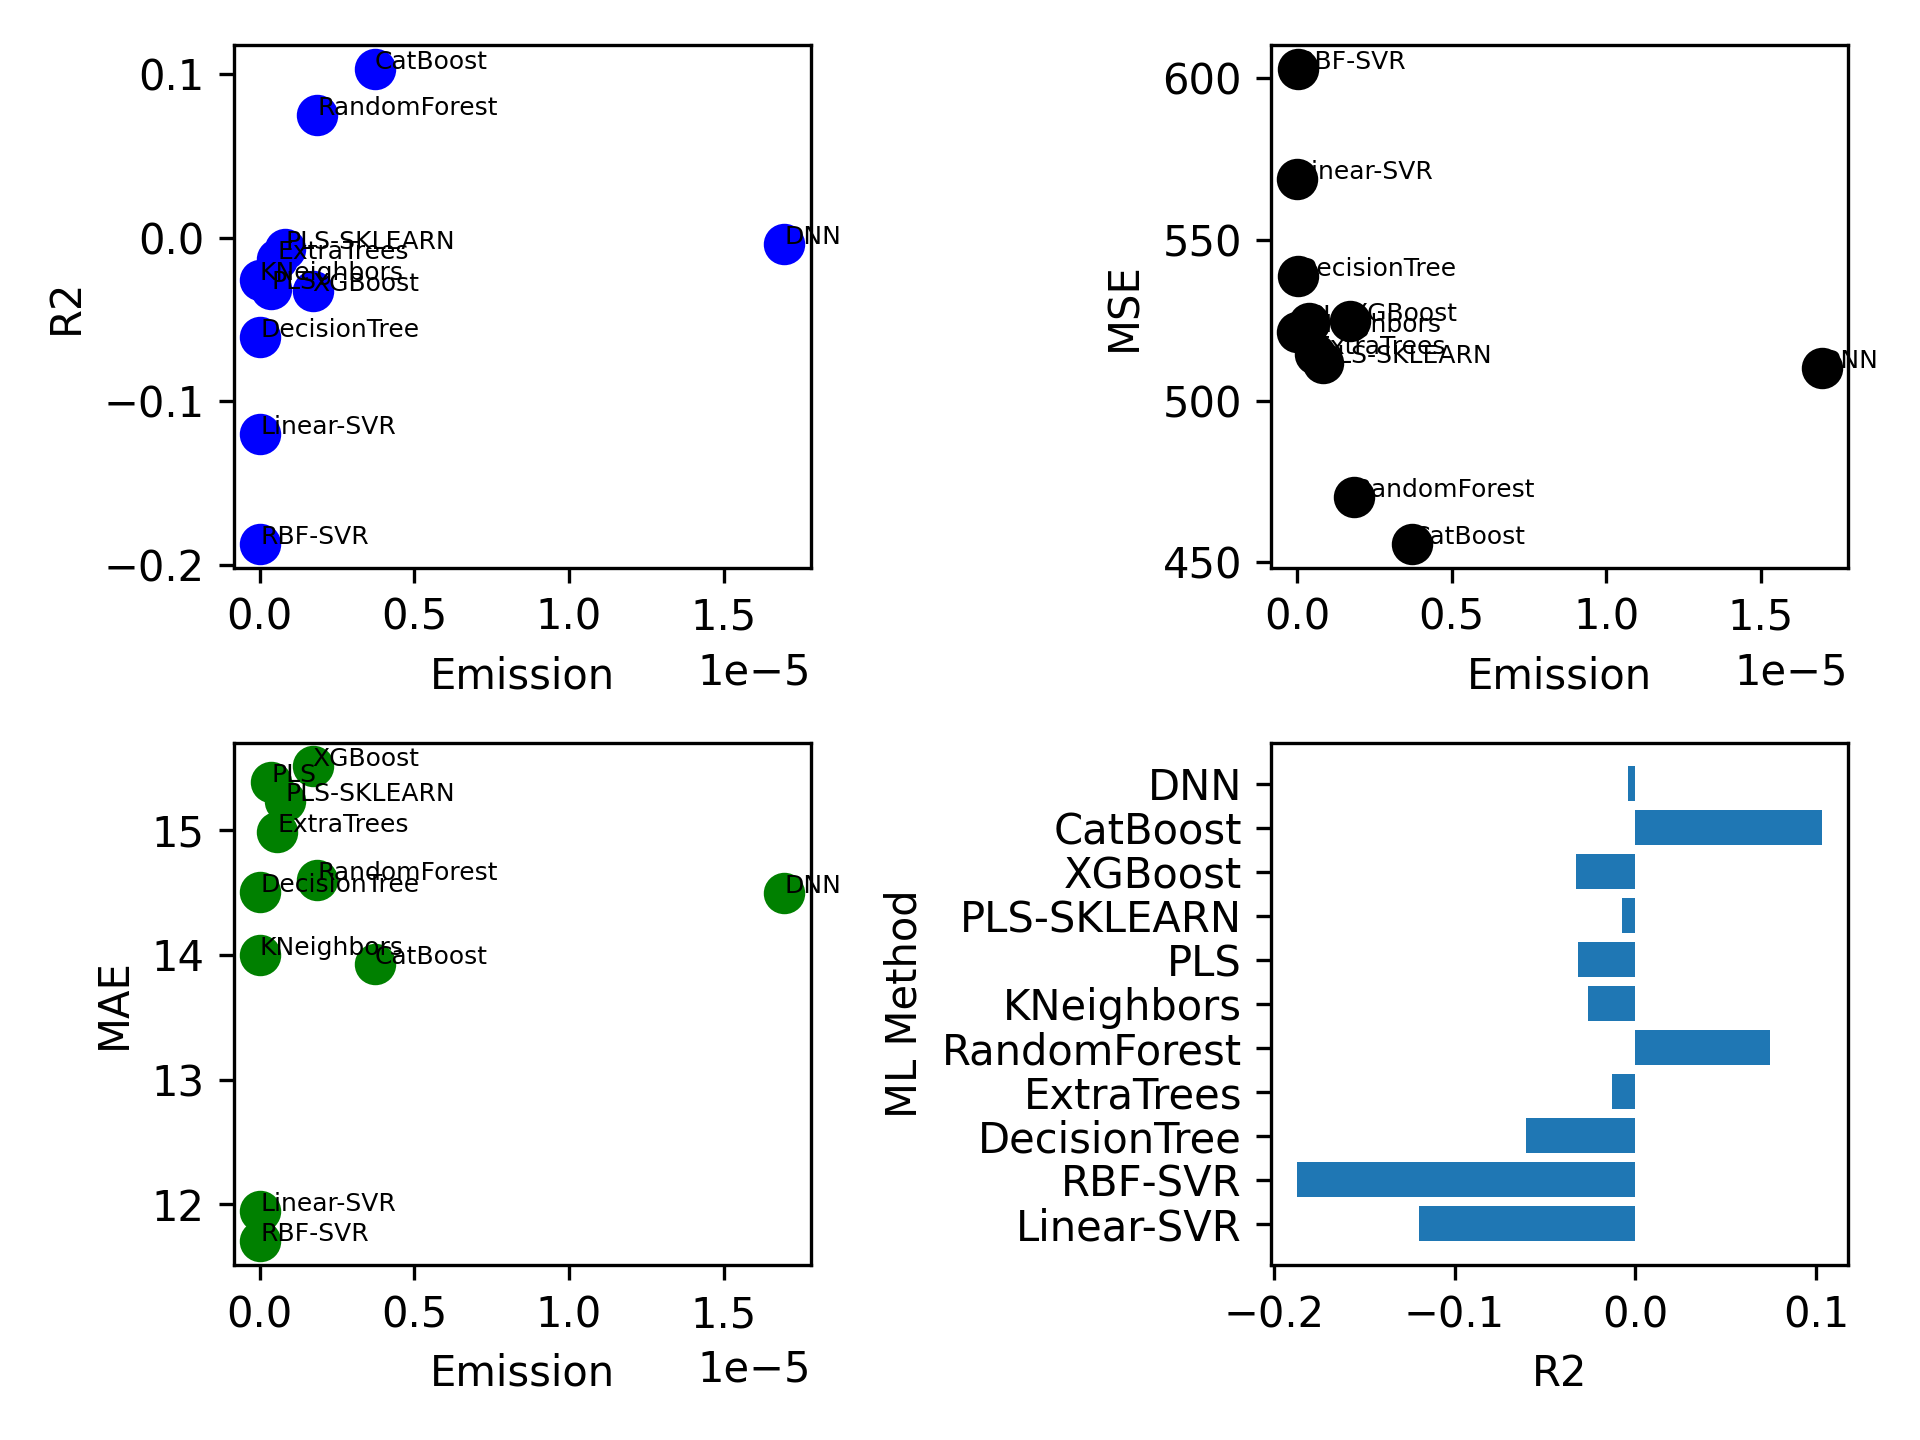 R2
0.1
0.0
−0.1
−0.2
CatBoost
RandomForest
PLS-SKLEARN
DNN
ExtraTrees
KNeighbors
PLS
XGBoost
DecisionTree
Linear-SVR
RBF-SVR
0.0 0.5 1.0 1.5
1e−5
Emission
MSE
600
550
500
450
BF-SVR
inear-SVR
ecisionTree
XGBoost
hbors
ExtraTrees
LS-SKLEARN
NN
andomForest
atBoost
0.0 0.5 1.0 1.5
1e−5
Emission
MAE
15
14
13
12
XGBoost
PLS
PLS-SKLEARN
ExtraTrees
RandomForest
DecisionTree
DNN
KNeighbors
CatBoost
Linear-SVR
RBF-SVR
0.0 0.5 1.0 1.5
1e−5
Emission
ML Method
DNN
CatBoost
XGBoost
PLS-SKLEARN
PLS
KNeighbors
RandomForest
ExtraTrees
DecisionTree
RBF-SVR
Linear-SVR
−0.2 −0.1 0.0 0.1
R2